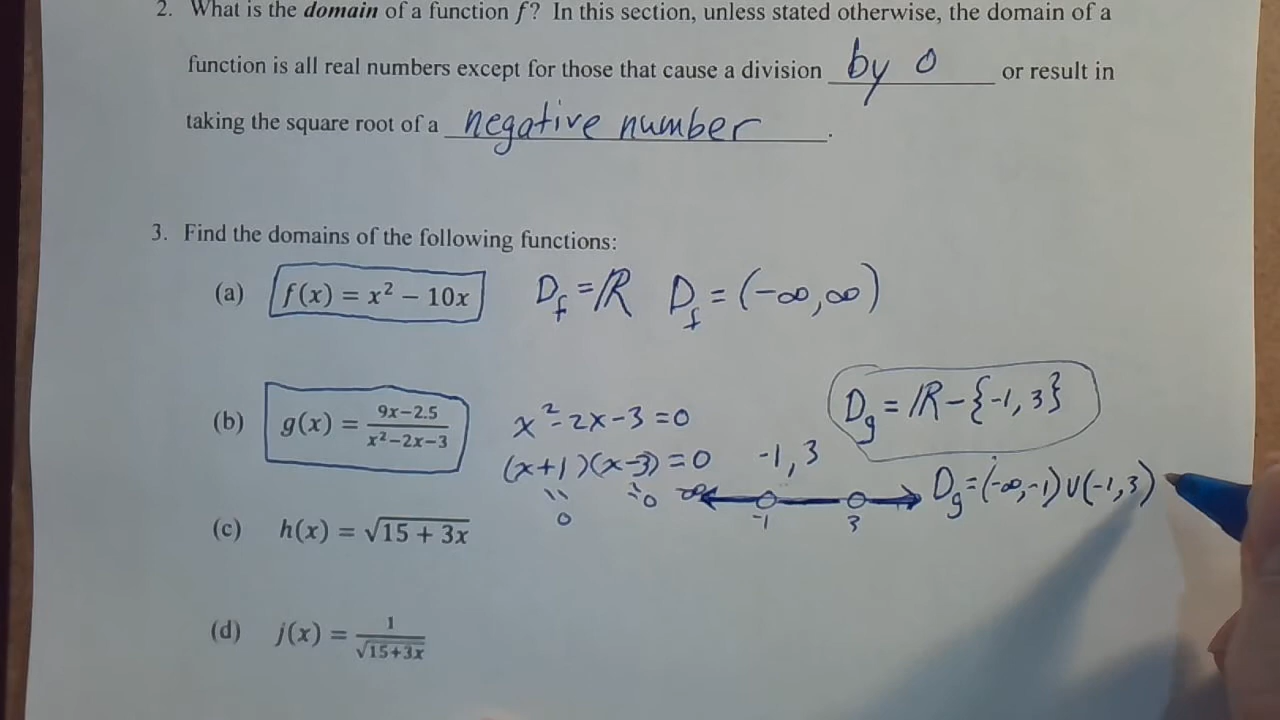 2. What is the domain of a function f? In this section, unless stated otherwise, the domain of a
function is all real numbers except for those that cause a division by 0 or result in
taking the square root of a negative number.
3. Find the domains of the following functions:
(a) f(x) = x² − 10x D_f = ℝ D_f = (-∞, ∞)
(b) g(x) = (9x−2.5)/(x²−2x−3) x² - 2x - 3 = 0 D_g = ℝ - {-1, 3}
(x+1)(x-3) = 0 -1, 3
0 0 -∞ -1 3 D_g = (-∞, -1) ∪ (-1, 3)
(c) h(x) = √(15 + 3x)
(d) j(x) = 1/√(15+3x)